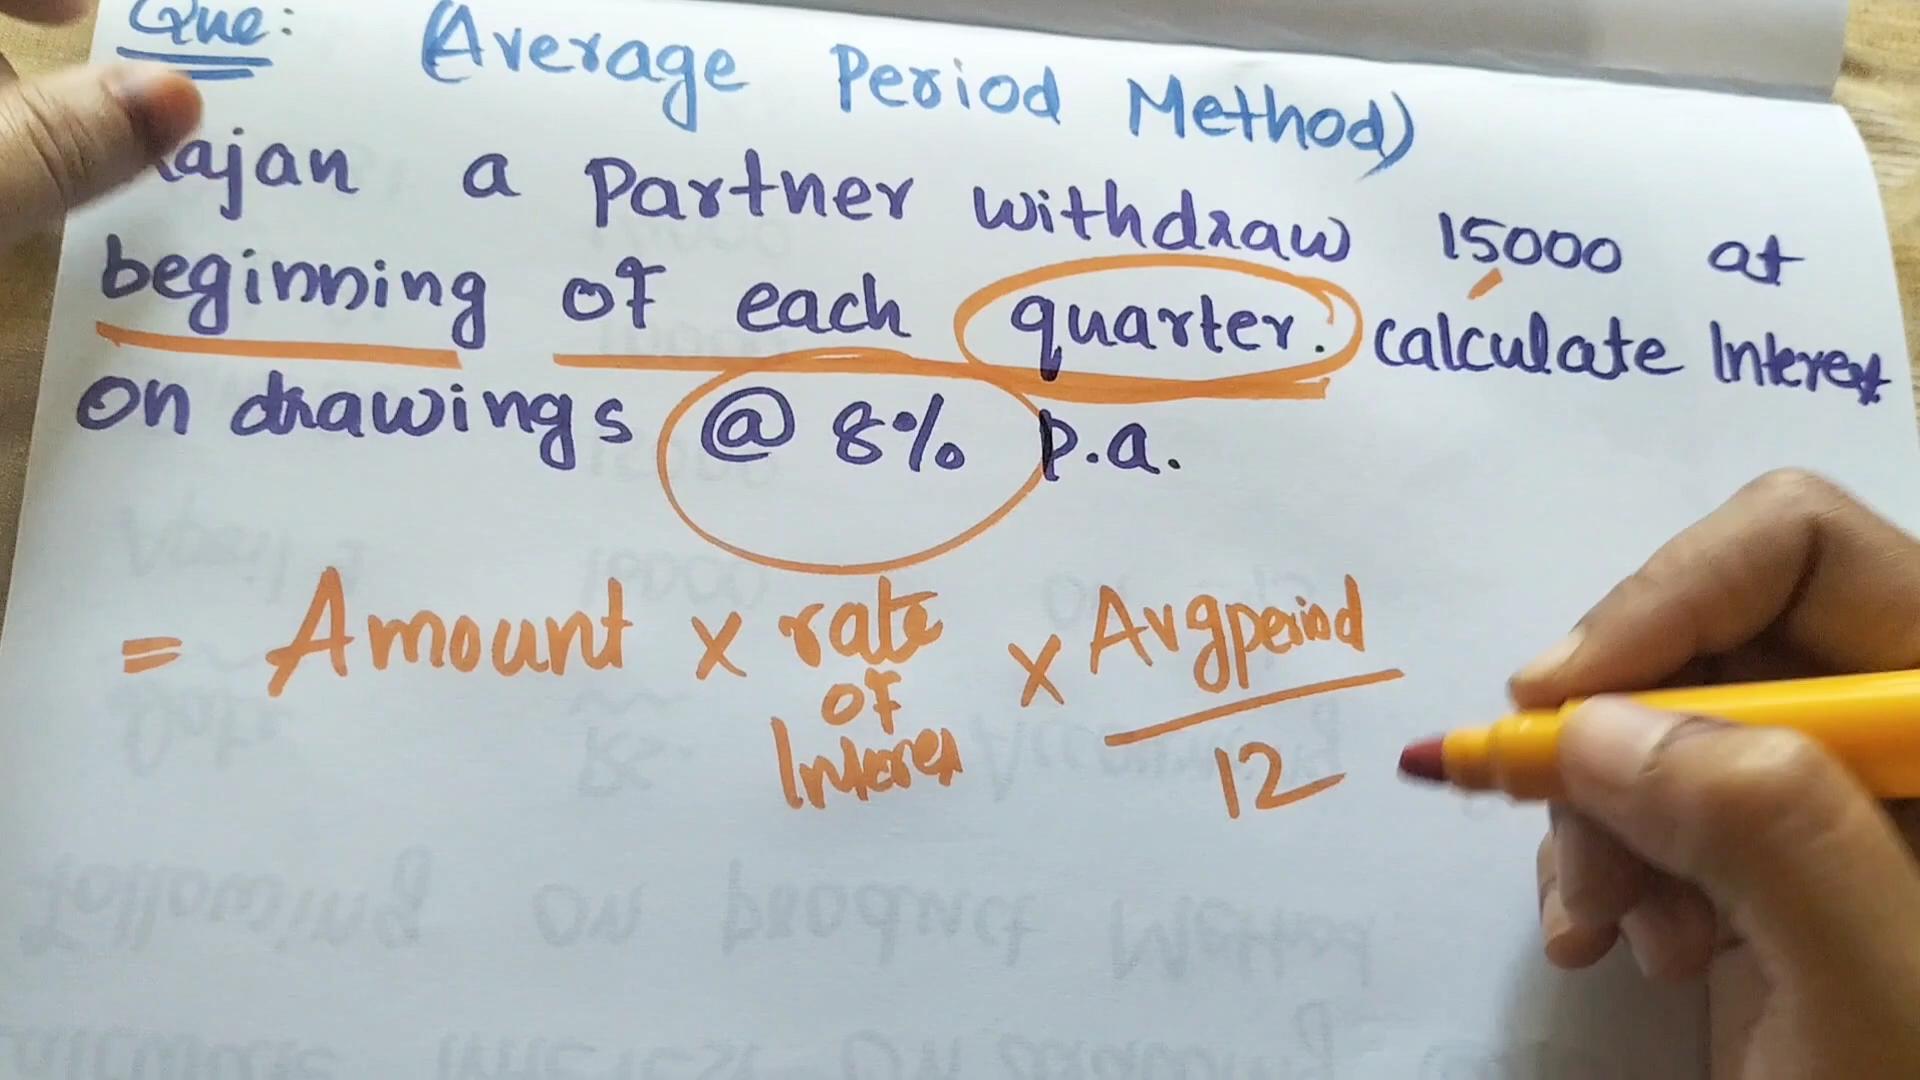 Que: (Average Period Method)
Rajan a Partner withdraw 15000 at
beginning of each quarter. calculate Interest
on drawings @ 8% p.a.
= Amount x rate of Interest x Avg period
12